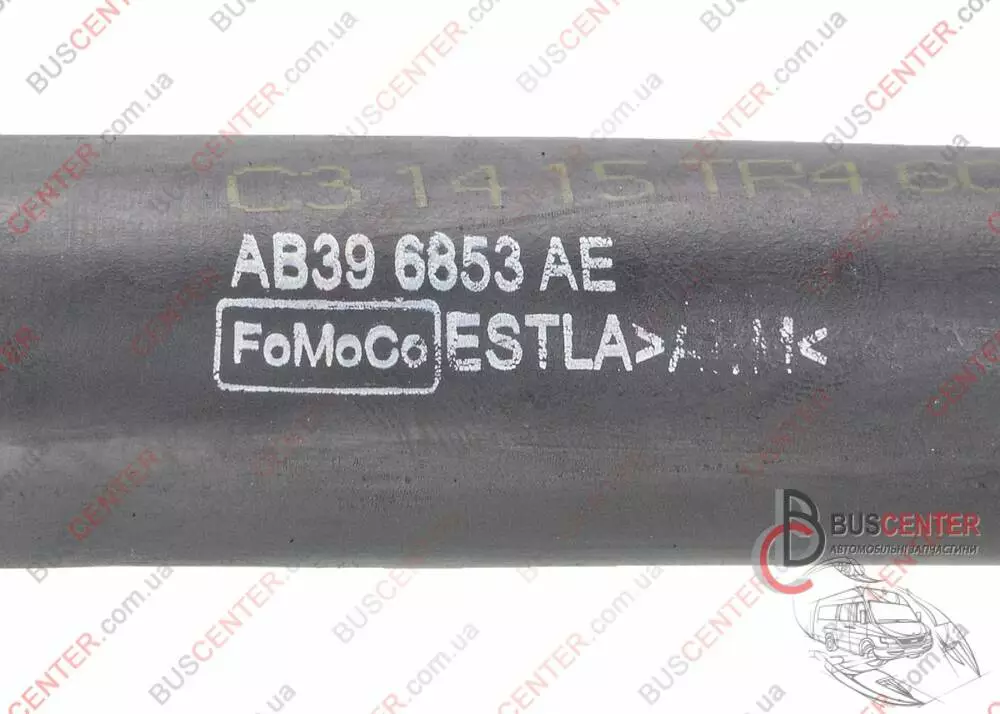 C3 14 15 TR4
AB39 6853 AE
FoMoCo ESTLA
BUSCENTER
АВТОМОБІЛЬНІ ЗАПЧАСТИНИ
BUSCENTER.com.ua